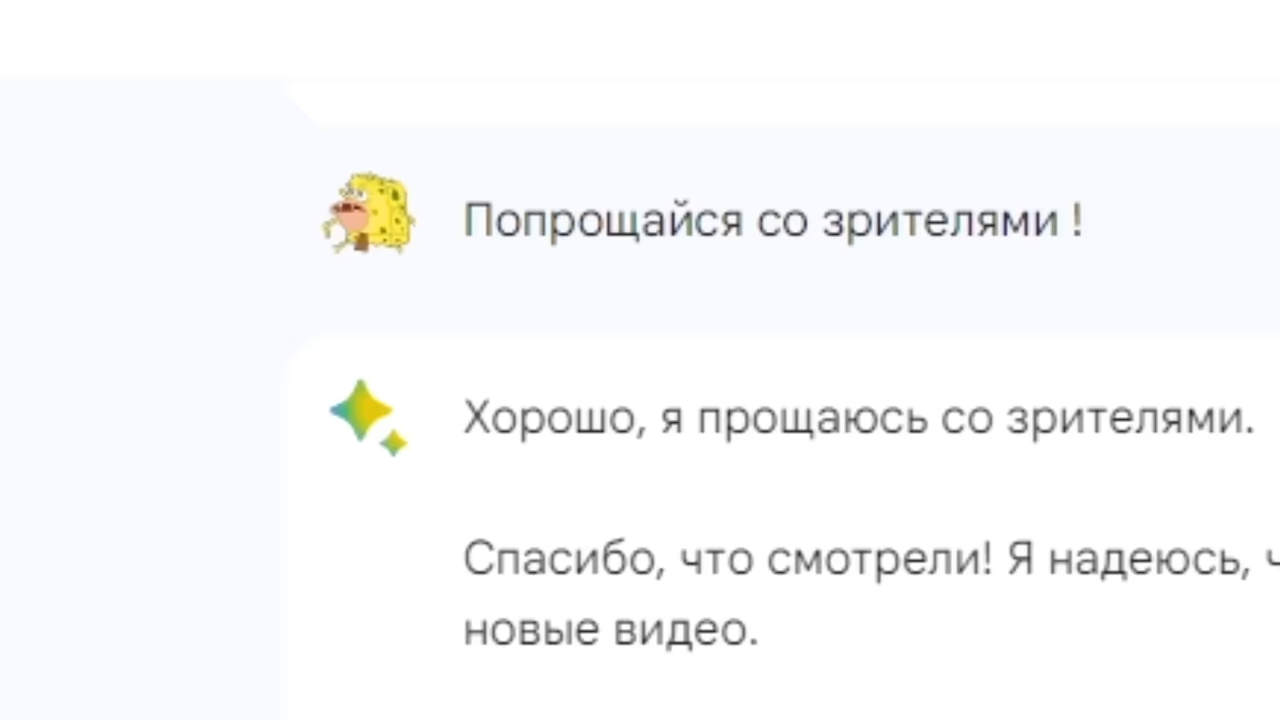 Попрощайся со зрителями !
Хорошо, я прощаюсь со зрителями.
Спасибо, что смотрели! Я надеюсь,
новые видео.